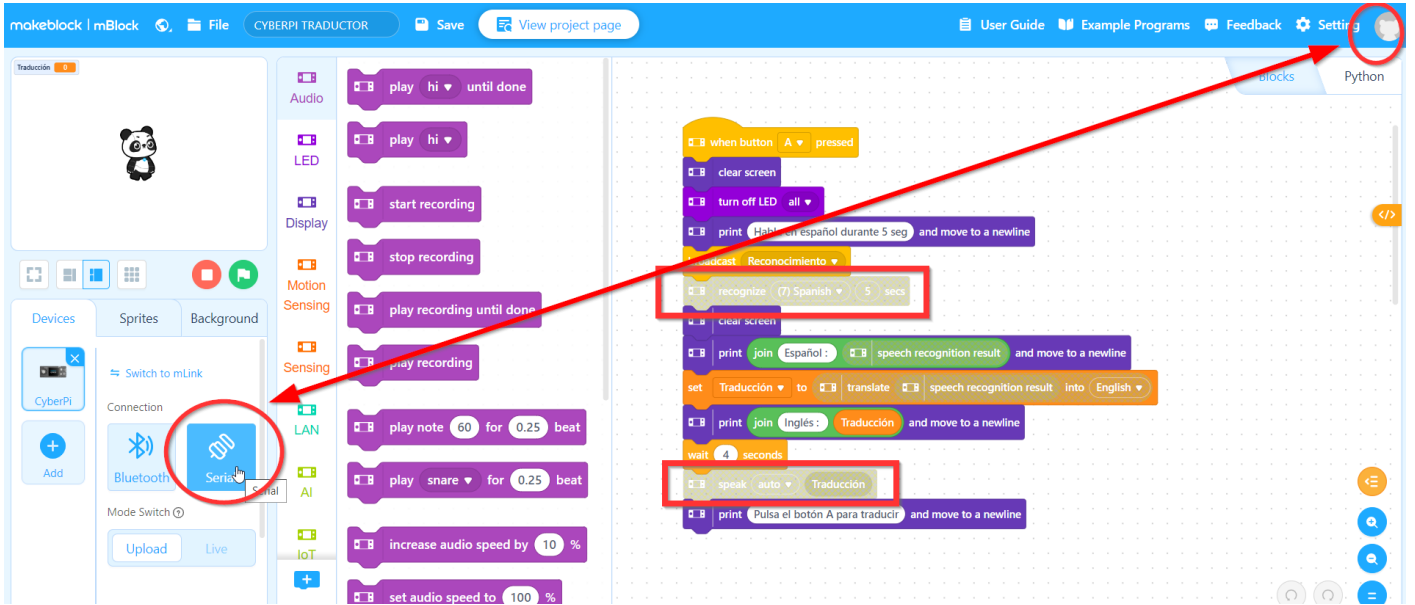 makeblock | mBlock File CYBERPI TRADUCTOR Save View project page User Guide Example Programs Feedback Setting
Traducción 0
Blocks Python
Audio
LED
Display
Motion
Sensing
Sensing
LAN
AI
IoT
play hi until done
play hi
start recording
stop recording
play recording until done
play recording
play note 60 for 0.25 beat
play snare for 0.25 beat
increase audio speed by 10 %
set audio speed to 100 %
Devices Sprites Background
CyberPi
Add
Switch to mLink
Connection
Bluetooth
Serial
Serial
Mode Switch ?
Upload Live
when button A pressed
clear screen
turn off LED all
print Habla en español durante 5 seg and move to a newline
broadcast Reconocimiento
recognize (7) Spanish 5 secs
clear screen
print join Español : speech recognition result and move to a newline
set Traducción to translate speech recognition result into English
print join Inglés : Traducción and move to a newline
wait 4 seconds
speak auto Traducción
print Pulsa el botón A para traducir and move to a newline